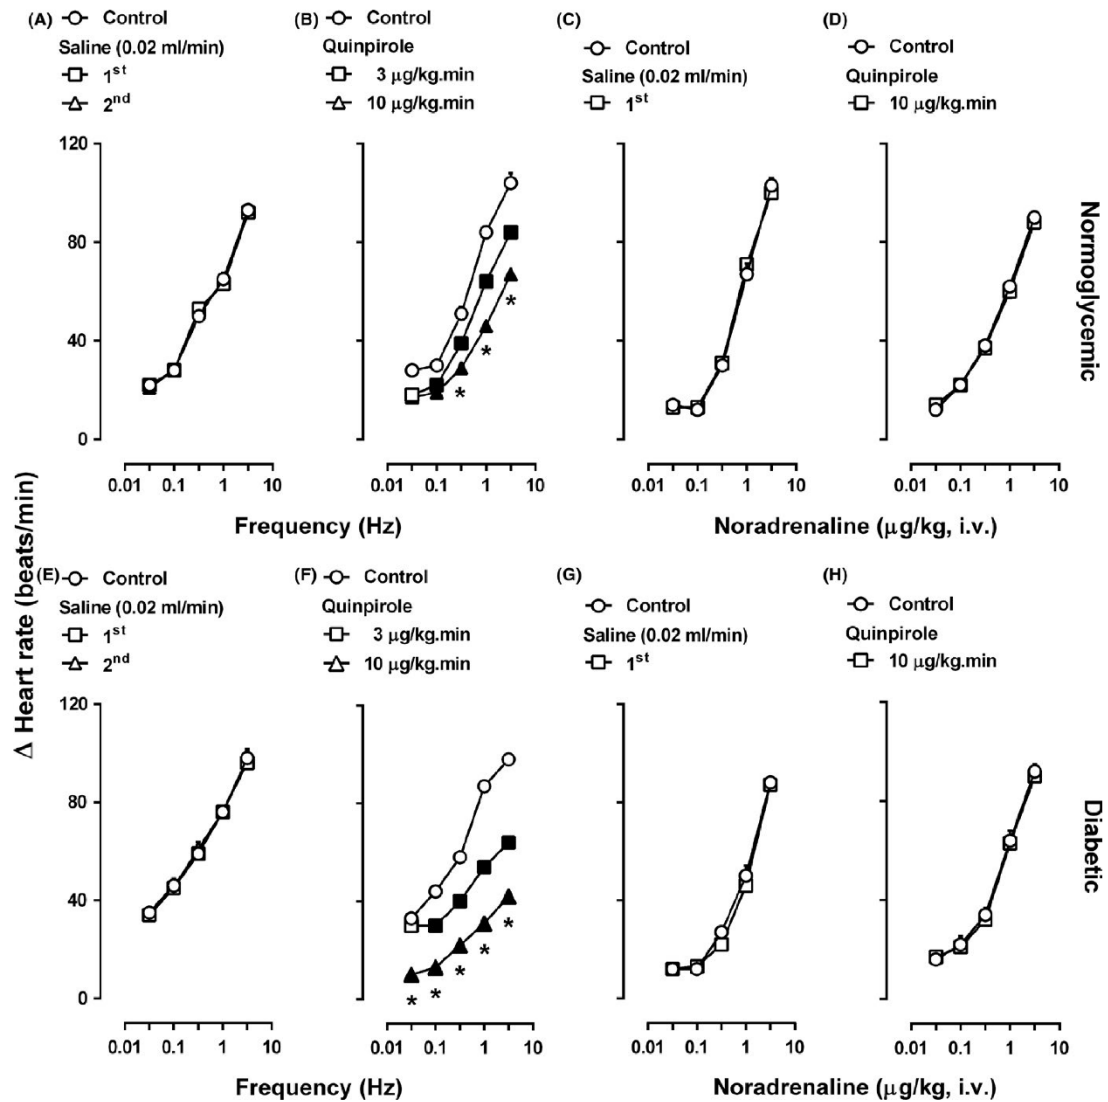 (A) Control
Saline (0.02 ml/min)
1st
2nd
(B) Control
Quinpirole
3 µg/kg.min
10 µg/kg.min
(C)
Control
Saline (0.02 ml/min)
1st
(D)
Control
Quinpirole
10 µg/kg.min
120
80
40
0
* * *
0.01 0.1 1 10
0.01 0.1 1 10
0.01 0.1 1 10
0.01 0.1 1 10
Frequency (Hz)
Noradrenaline (µg/kg, i.v.)
Normoglycemic
Δ Heart rate (beats/min)
(E) Control
Saline (0.02 ml/min)
1st
2nd
(F) Control
Quinpirole
3 µg/kg.min
10 µg/kg.min
(G)
Control
Saline (0.02 ml/min)
1st
(H)
Control
Quinpirole
10 µg/kg.min
120
80
40
0
* * * * *
0.01 0.1 1 10
0.01 0.1 1 10
0.01 0.1 1 10
0.01 0.1 1 10
Frequency (Hz)
Noradrenaline (µg/kg, i.v.)
Diabetic